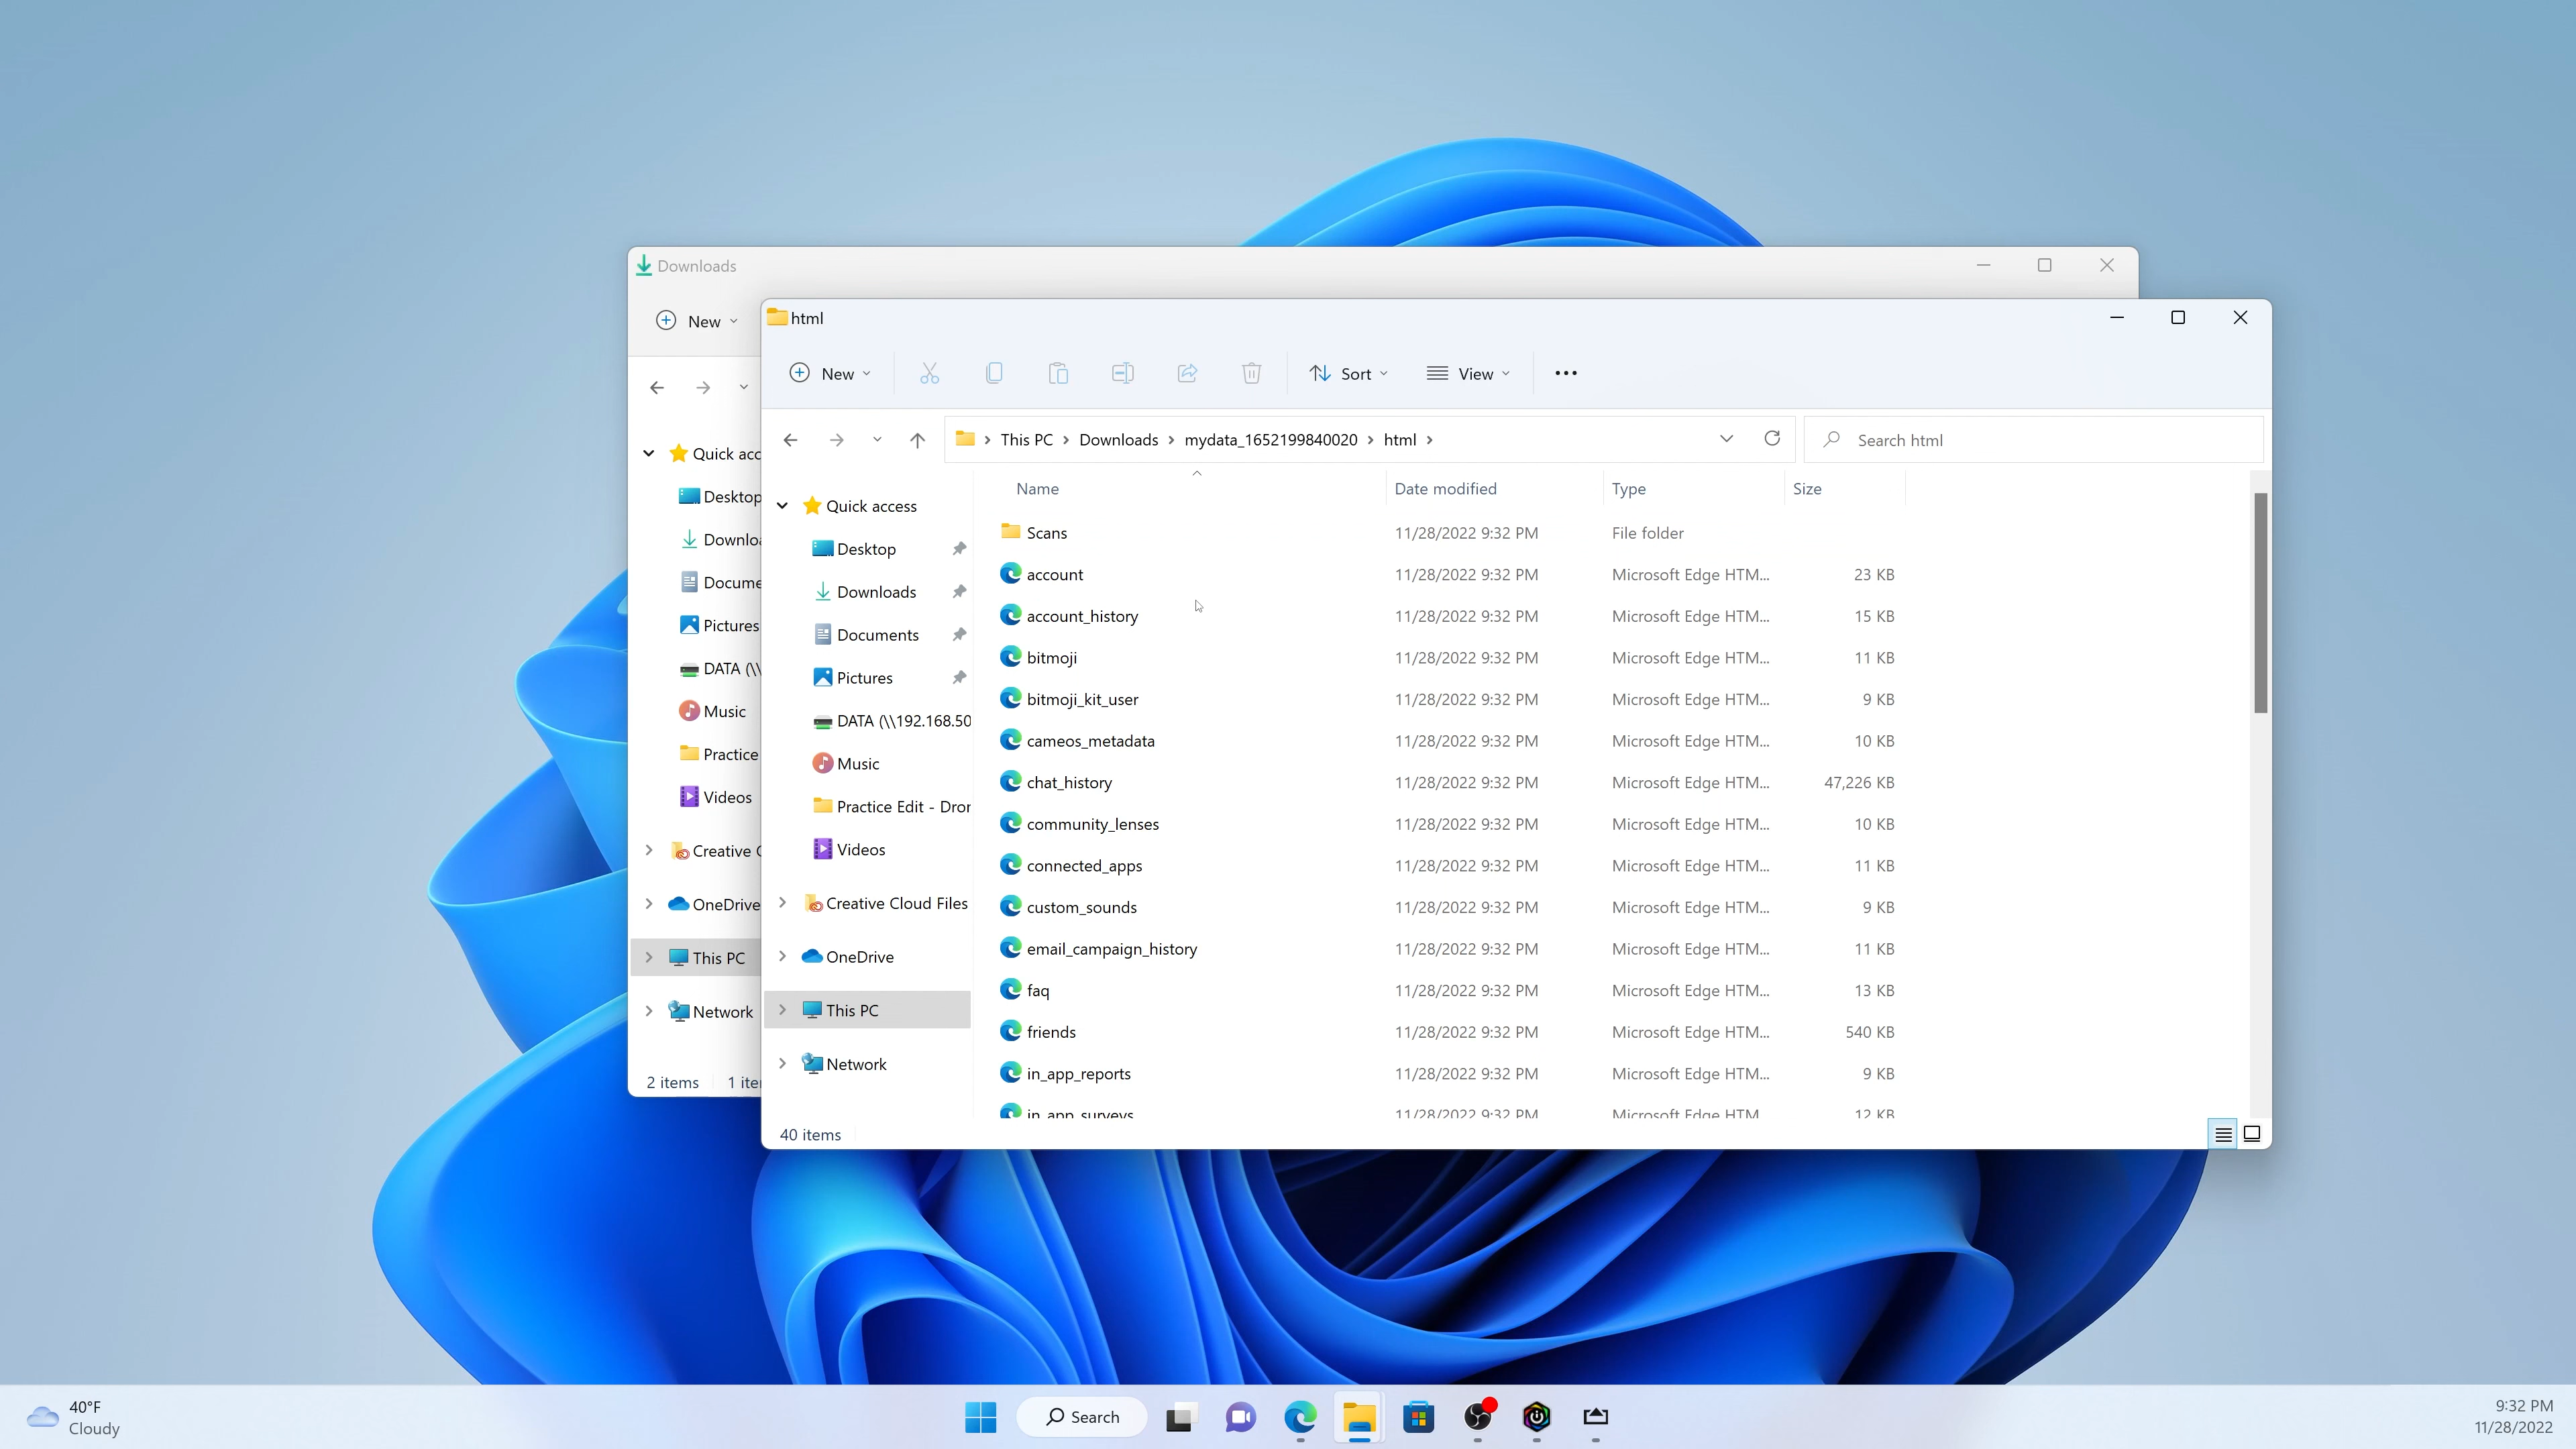 Downloads
New
Quick acc
Desktop
Downloa
Docume
Pictures
DATA (\\
Music
Practice
Videos
Creative C
OneDrive
This PC
Network
2 items 1 ite
html
New Sort View
This PC Downloads mydata_1652199840020 html
Search html
Quick access
Desktop
Downloads
Documents
Pictures
DATA (\\192.168.50
Music
Practice Edit - Dror
Videos
Creative Cloud Files
OneDrive
This PC
Network
Name Date modified Type Size
Scans 11/28/2022 9:32 PM File folder
account 11/28/2022 9:32 PM Microsoft Edge HTM... 23 KB
account_history 11/28/2022 9:32 PM Microsoft Edge HTM... 15 KB
bitmoji 11/28/2022 9:32 PM Microsoft Edge HTM... 11 KB
bitmoji_kit_user 11/28/2022 9:32 PM Microsoft Edge HTM... 9 KB
cameos_metadata 11/28/2022 9:32 PM Microsoft Edge HTM... 10 KB
chat_history 11/28/2022 9:32 PM Microsoft Edge HTM... 47,226 KB
community_lenses 11/28/2022 9:32 PM Microsoft Edge HTM... 10 KB
connected_apps 11/28/2022 9:32 PM Microsoft Edge HTM... 11 KB
custom_sounds 11/28/2022 9:32 PM Microsoft Edge HTM... 9 KB
email_campaign_history 11/28/2022 9:32 PM Microsoft Edge HTM... 11 KB
faq 11/28/2022 9:32 PM Microsoft Edge HTM... 13 KB
friends 11/28/2022 9:32 PM Microsoft Edge HTM... 540 KB
in_app_reports 11/28/2022 9:32 PM Microsoft Edge HTM... 9 KB
in_app_surveys 11/28/2022 9:32 PM Microsoft Edge HTM 12 KB
40 items
40°F
Cloudy
Search
9:32 PM
11/28/2022